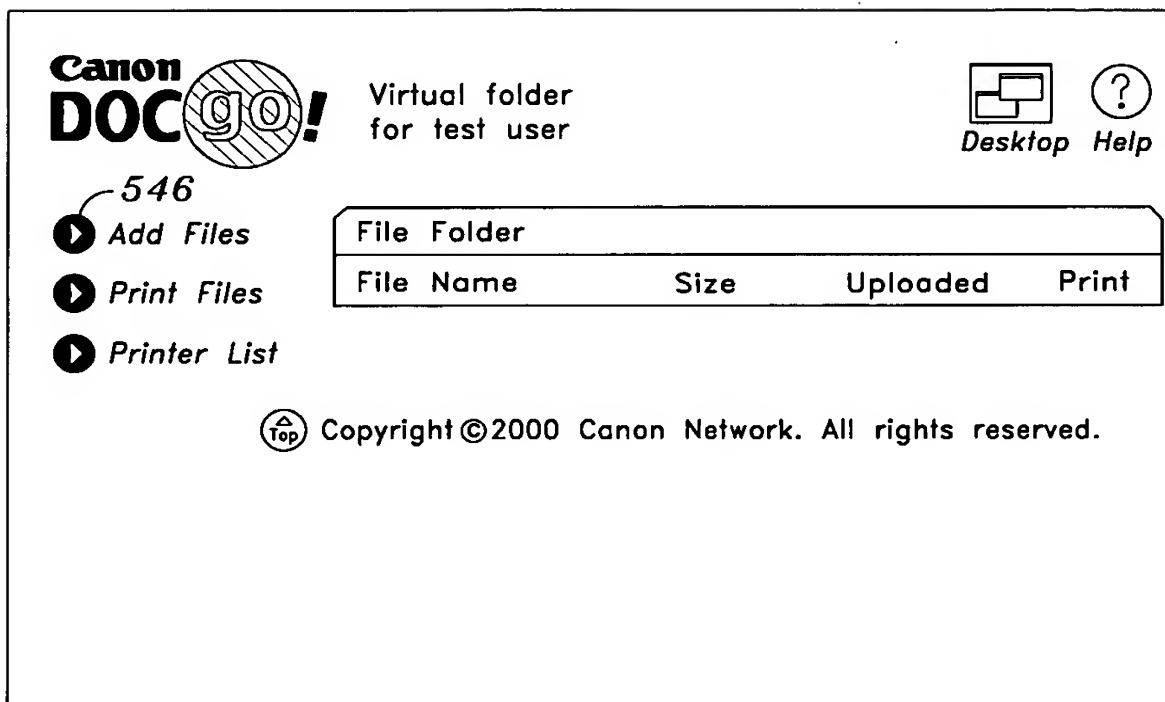 Canon
DOC go!
Virtual folder
for test user
Desktop Help
546
Add Files
Print Files
Printer List
File Folder
File Name Size Uploaded Print
Top Copyright ©2000 Canon Network. All rights reserved.